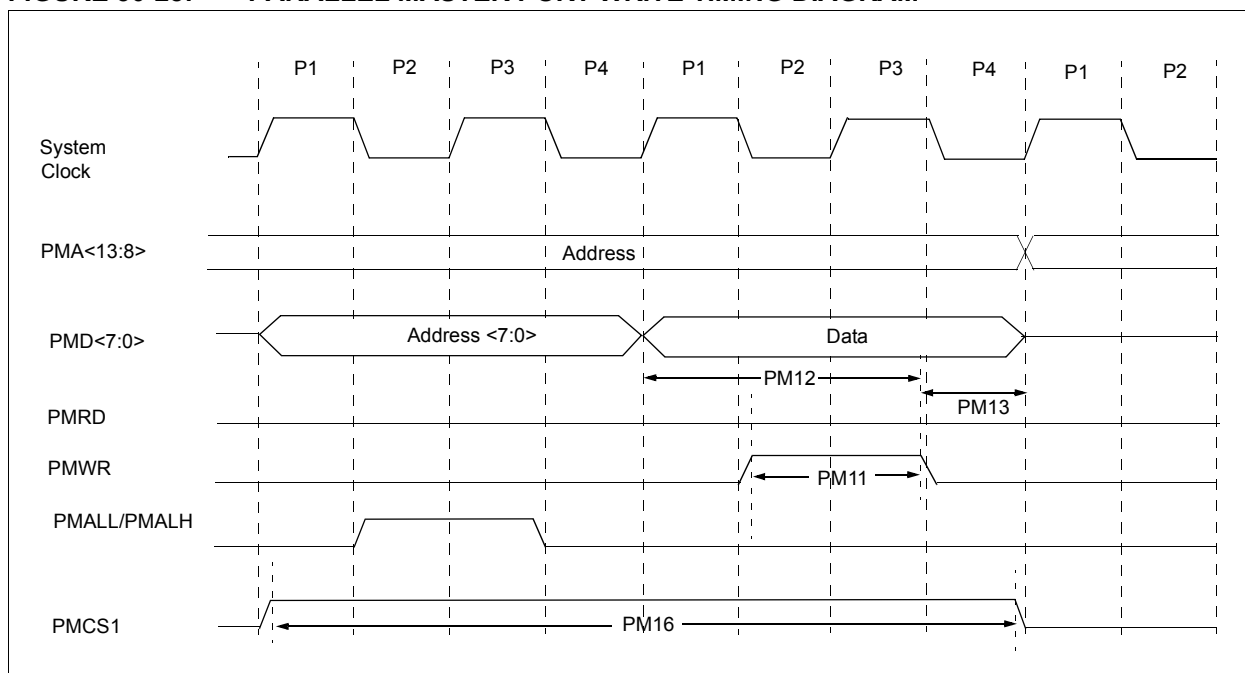 P1 P2 P3 P4 P1 P2 P3 P4 P1 P2
System
Clock
PMA<13:8>
Address
PMD<7:0>
Address <7:0>
Data
PM12
PM13
PMRD
PMWR
PM11
PMALL/PMALH
PMCS1
PM16